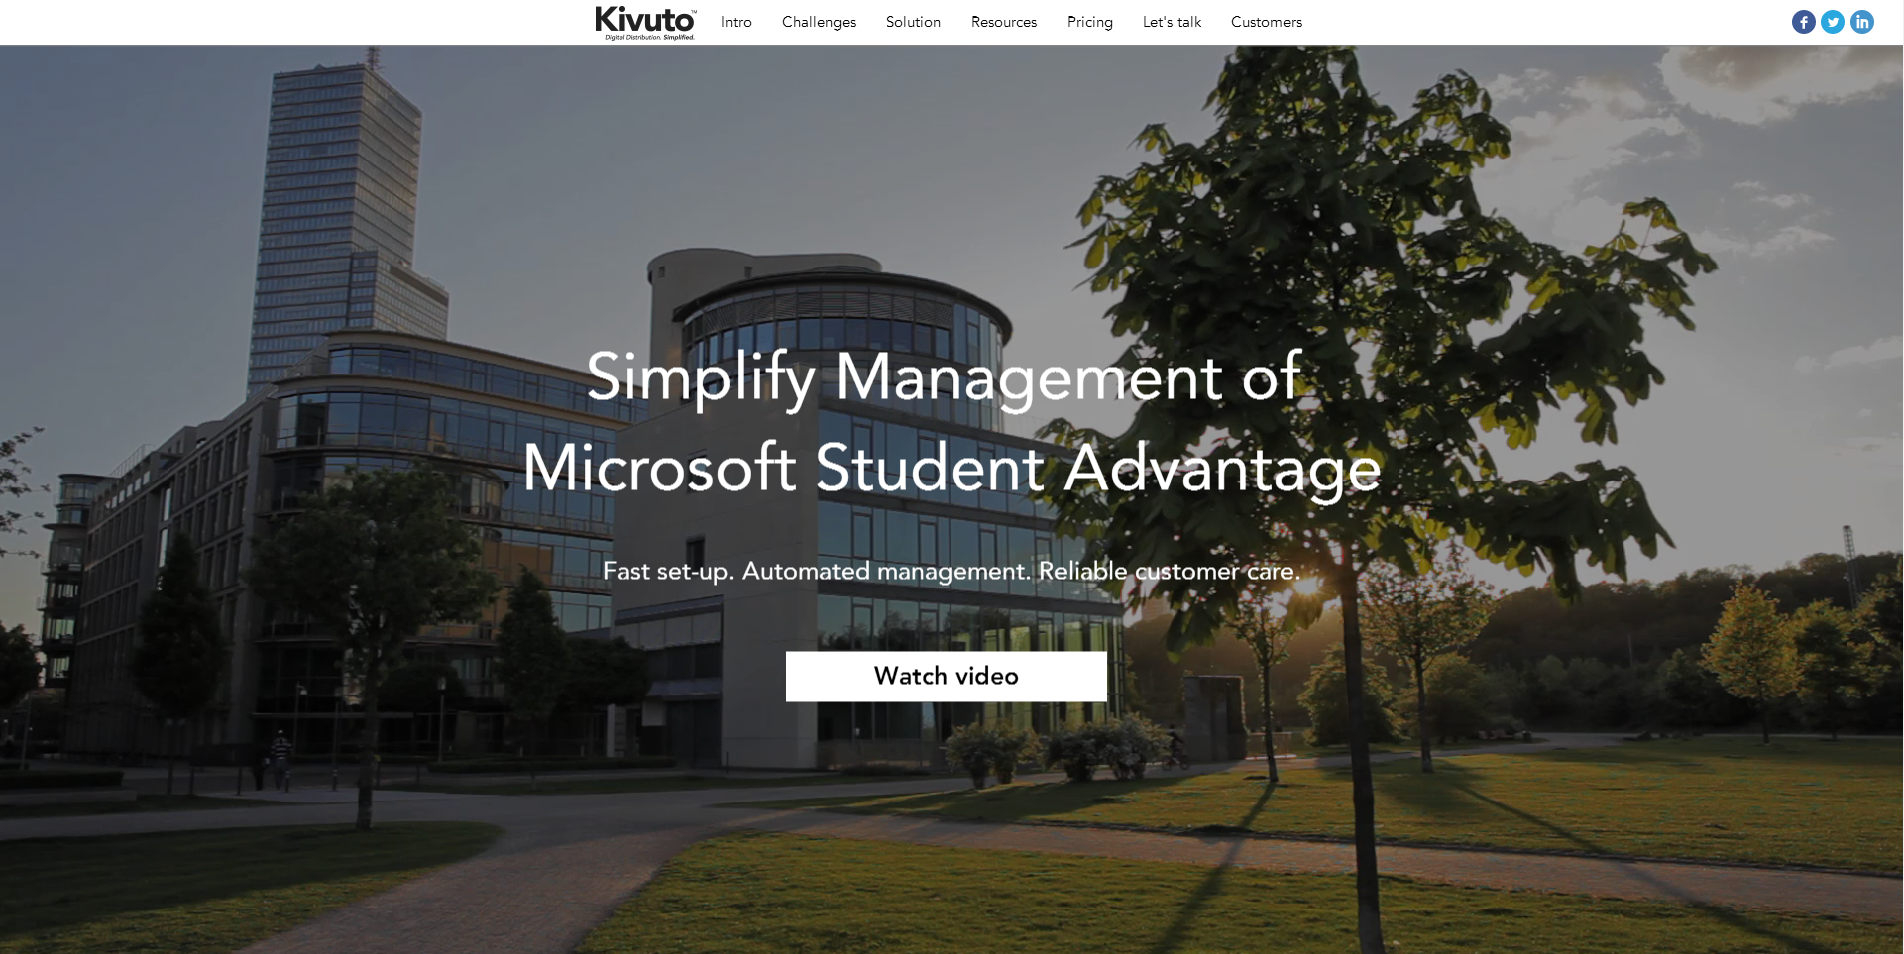 Kivuto™
Digital Distribution. Simplified.
Intro
Challenges
Solution
Resources
Pricing
Let's talk
Customers
Simplify Management of
Microsoft Student Advantage
Fast set-up. Automated management. Reliable customer care.
Watch video